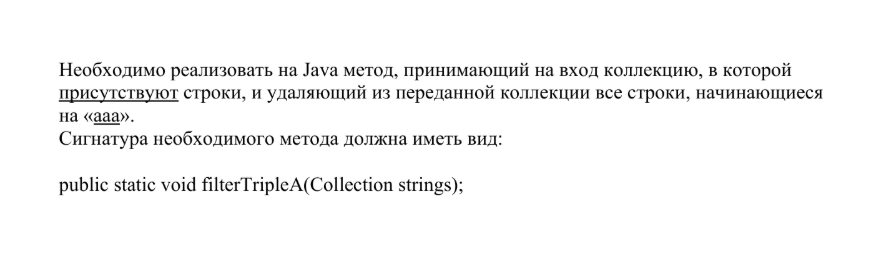 Необходимо реализовать на Java метод, принимающий на вход коллекцию, в которой
присутствуют строки, и удаляющий из переданной коллекции все строки, начинающиеся
на «ааа».
Сигнатура необходимого метода должна иметь вид:
public static void filterTripleA(Collection strings);